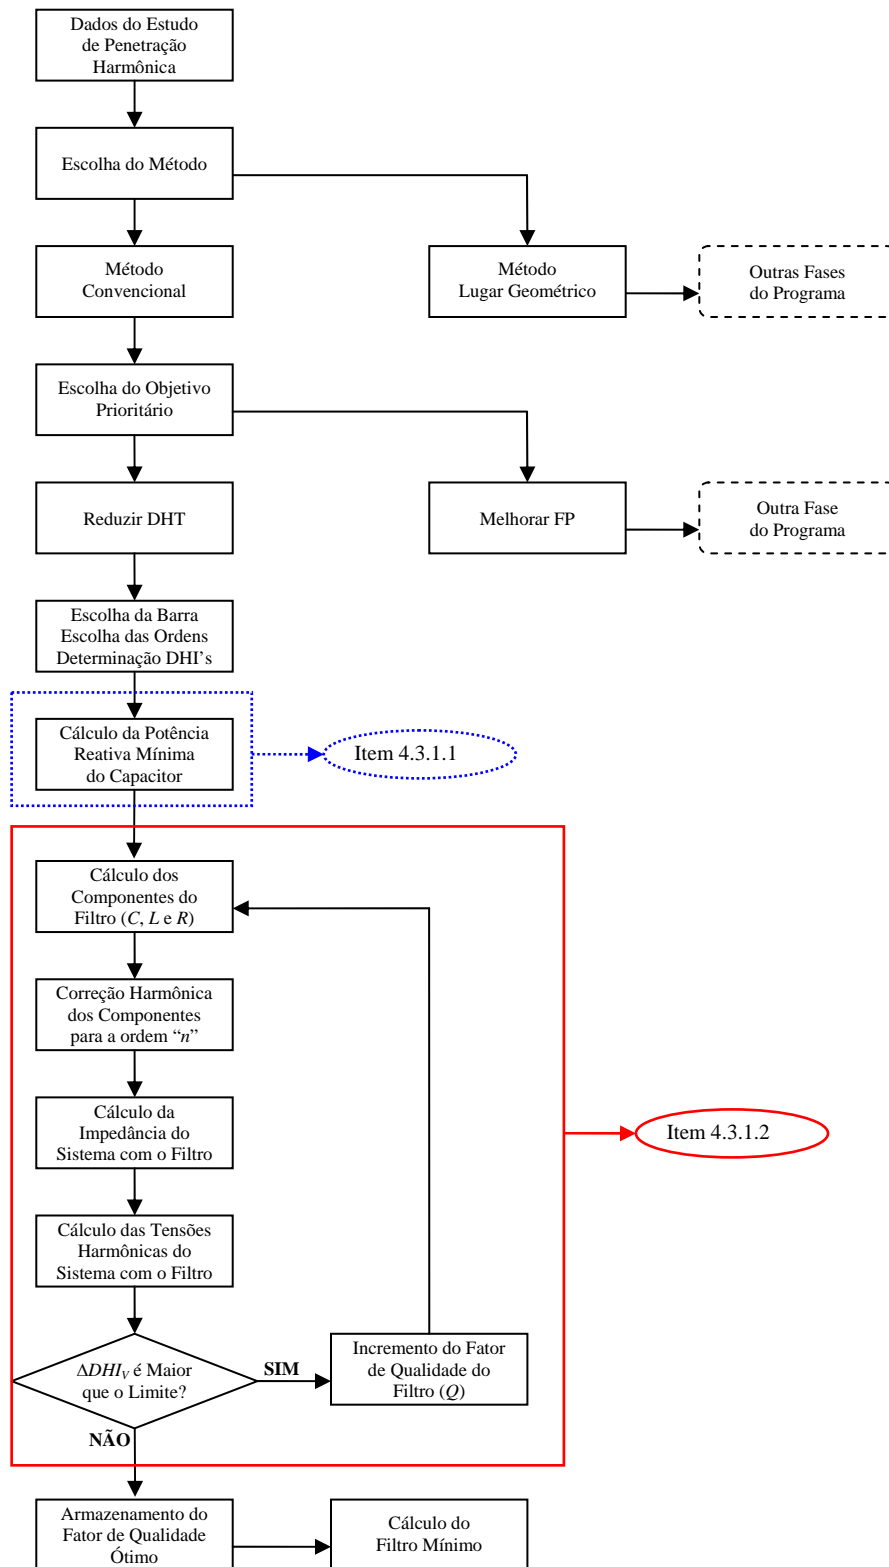 Dados do Estudo
de Penetração
Harmônica
Escolha do Método
Método
Convencional
Método
Lugar Geométrico
Outras Fases
do Programa
Escolha do Objetivo
Prioritário
Reduzir DHT
Melhorar FP
Outra Fase
do Programa
Escolha da Barra
Escolha das Ordens
Determinação DHI's
Cálculo da Potência
Reativa Mínima
do Capacitor
Item 4.3.1.1
Cálculo dos
Componentes do
Filtro (C, L e R)
Correção Harmônica
dos Componentes
para a ordem “n”
Cálculo da
Impedância do
Sistema com o Filtro
Item 4.3.1.2
Cálculo das Tensões
Harmônicas do
Sistema com o Filtro
ΔDHIV é Maior
que o Limite?
SIM
Incremento do Fator
de Qualidade do
Filtro (Q)
NÃO
Armazenamento do
Fator de Qualidade
Ótimo
Cálculo do
Filtro Mínimo